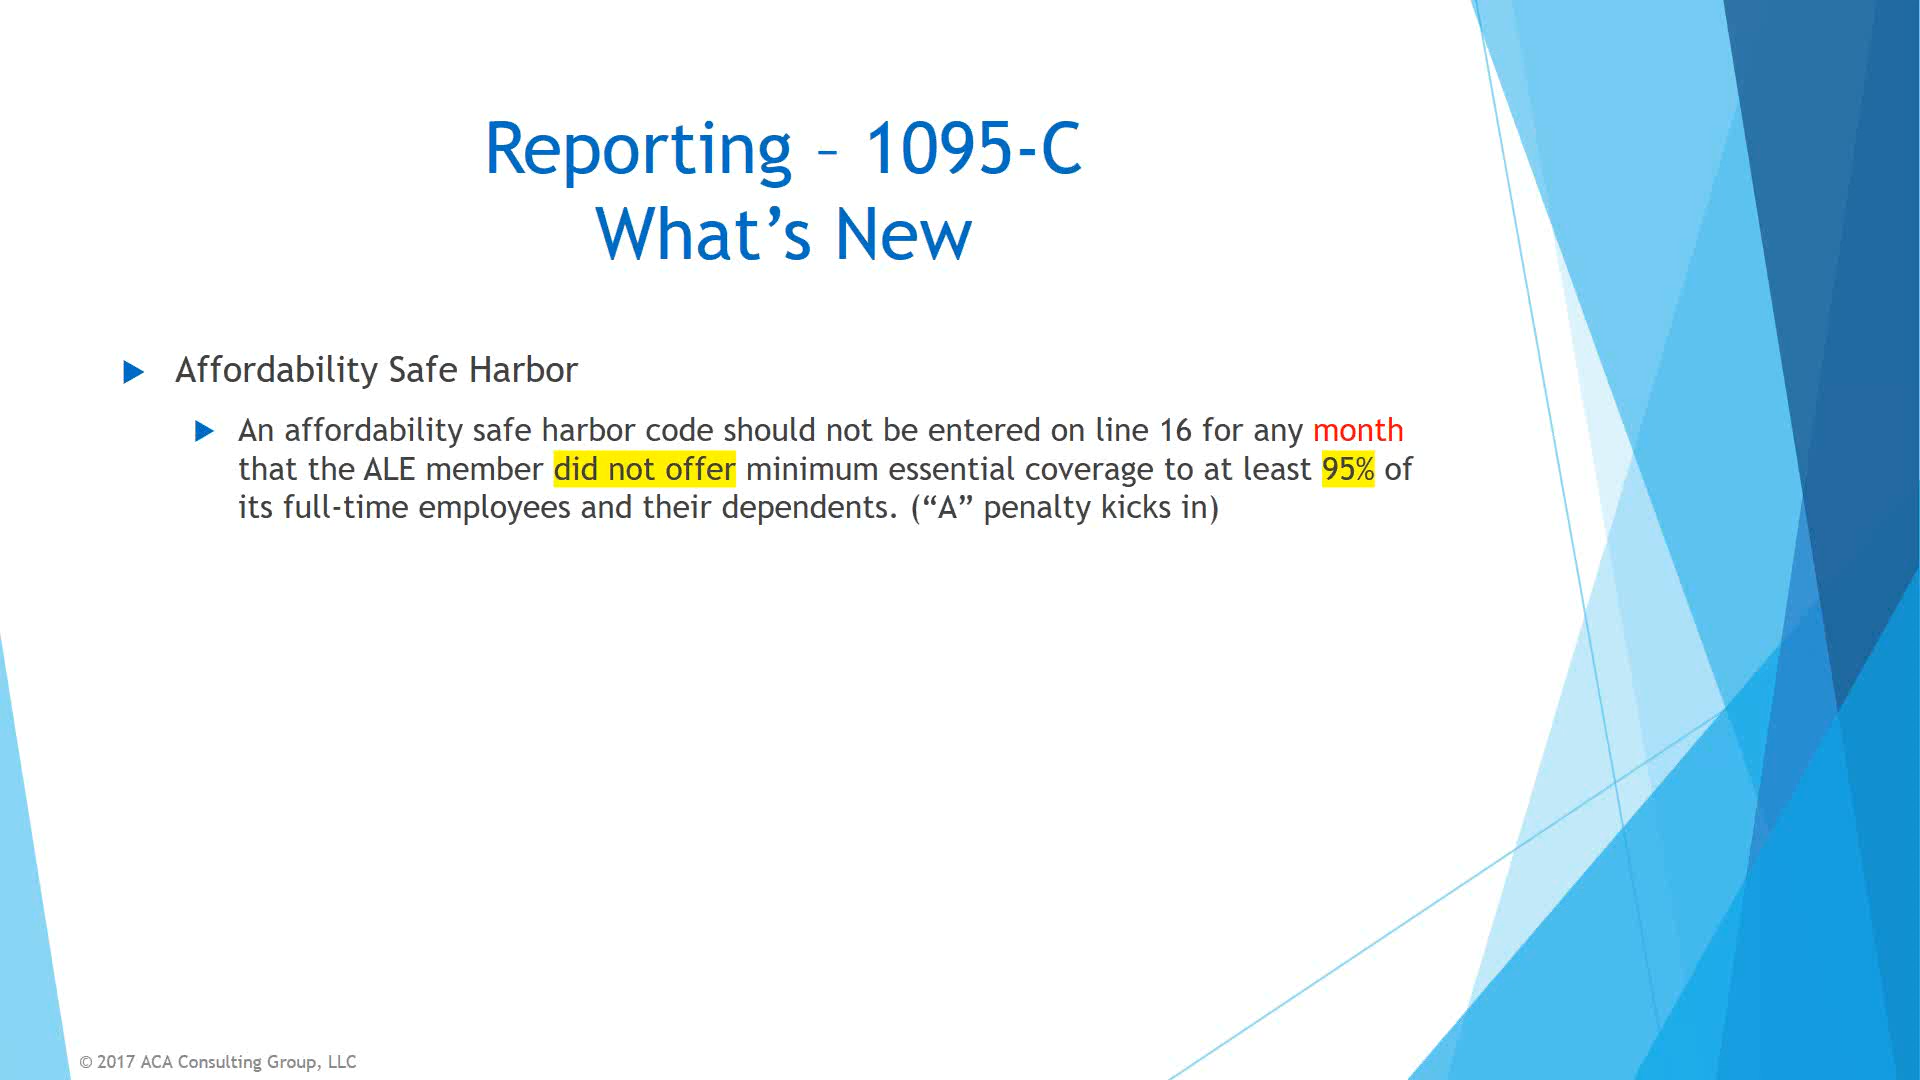 Reporting – 1095-C
What’s New
Affordability Safe Harbor
An affordability safe harbor code should not be entered on line 16 for any month
that the ALE member did not offer minimum essential coverage to at least 95% of
its full-time employees and their dependents. (“A” penalty kicks in)
© 2017 ACA Consulting Group, LLC